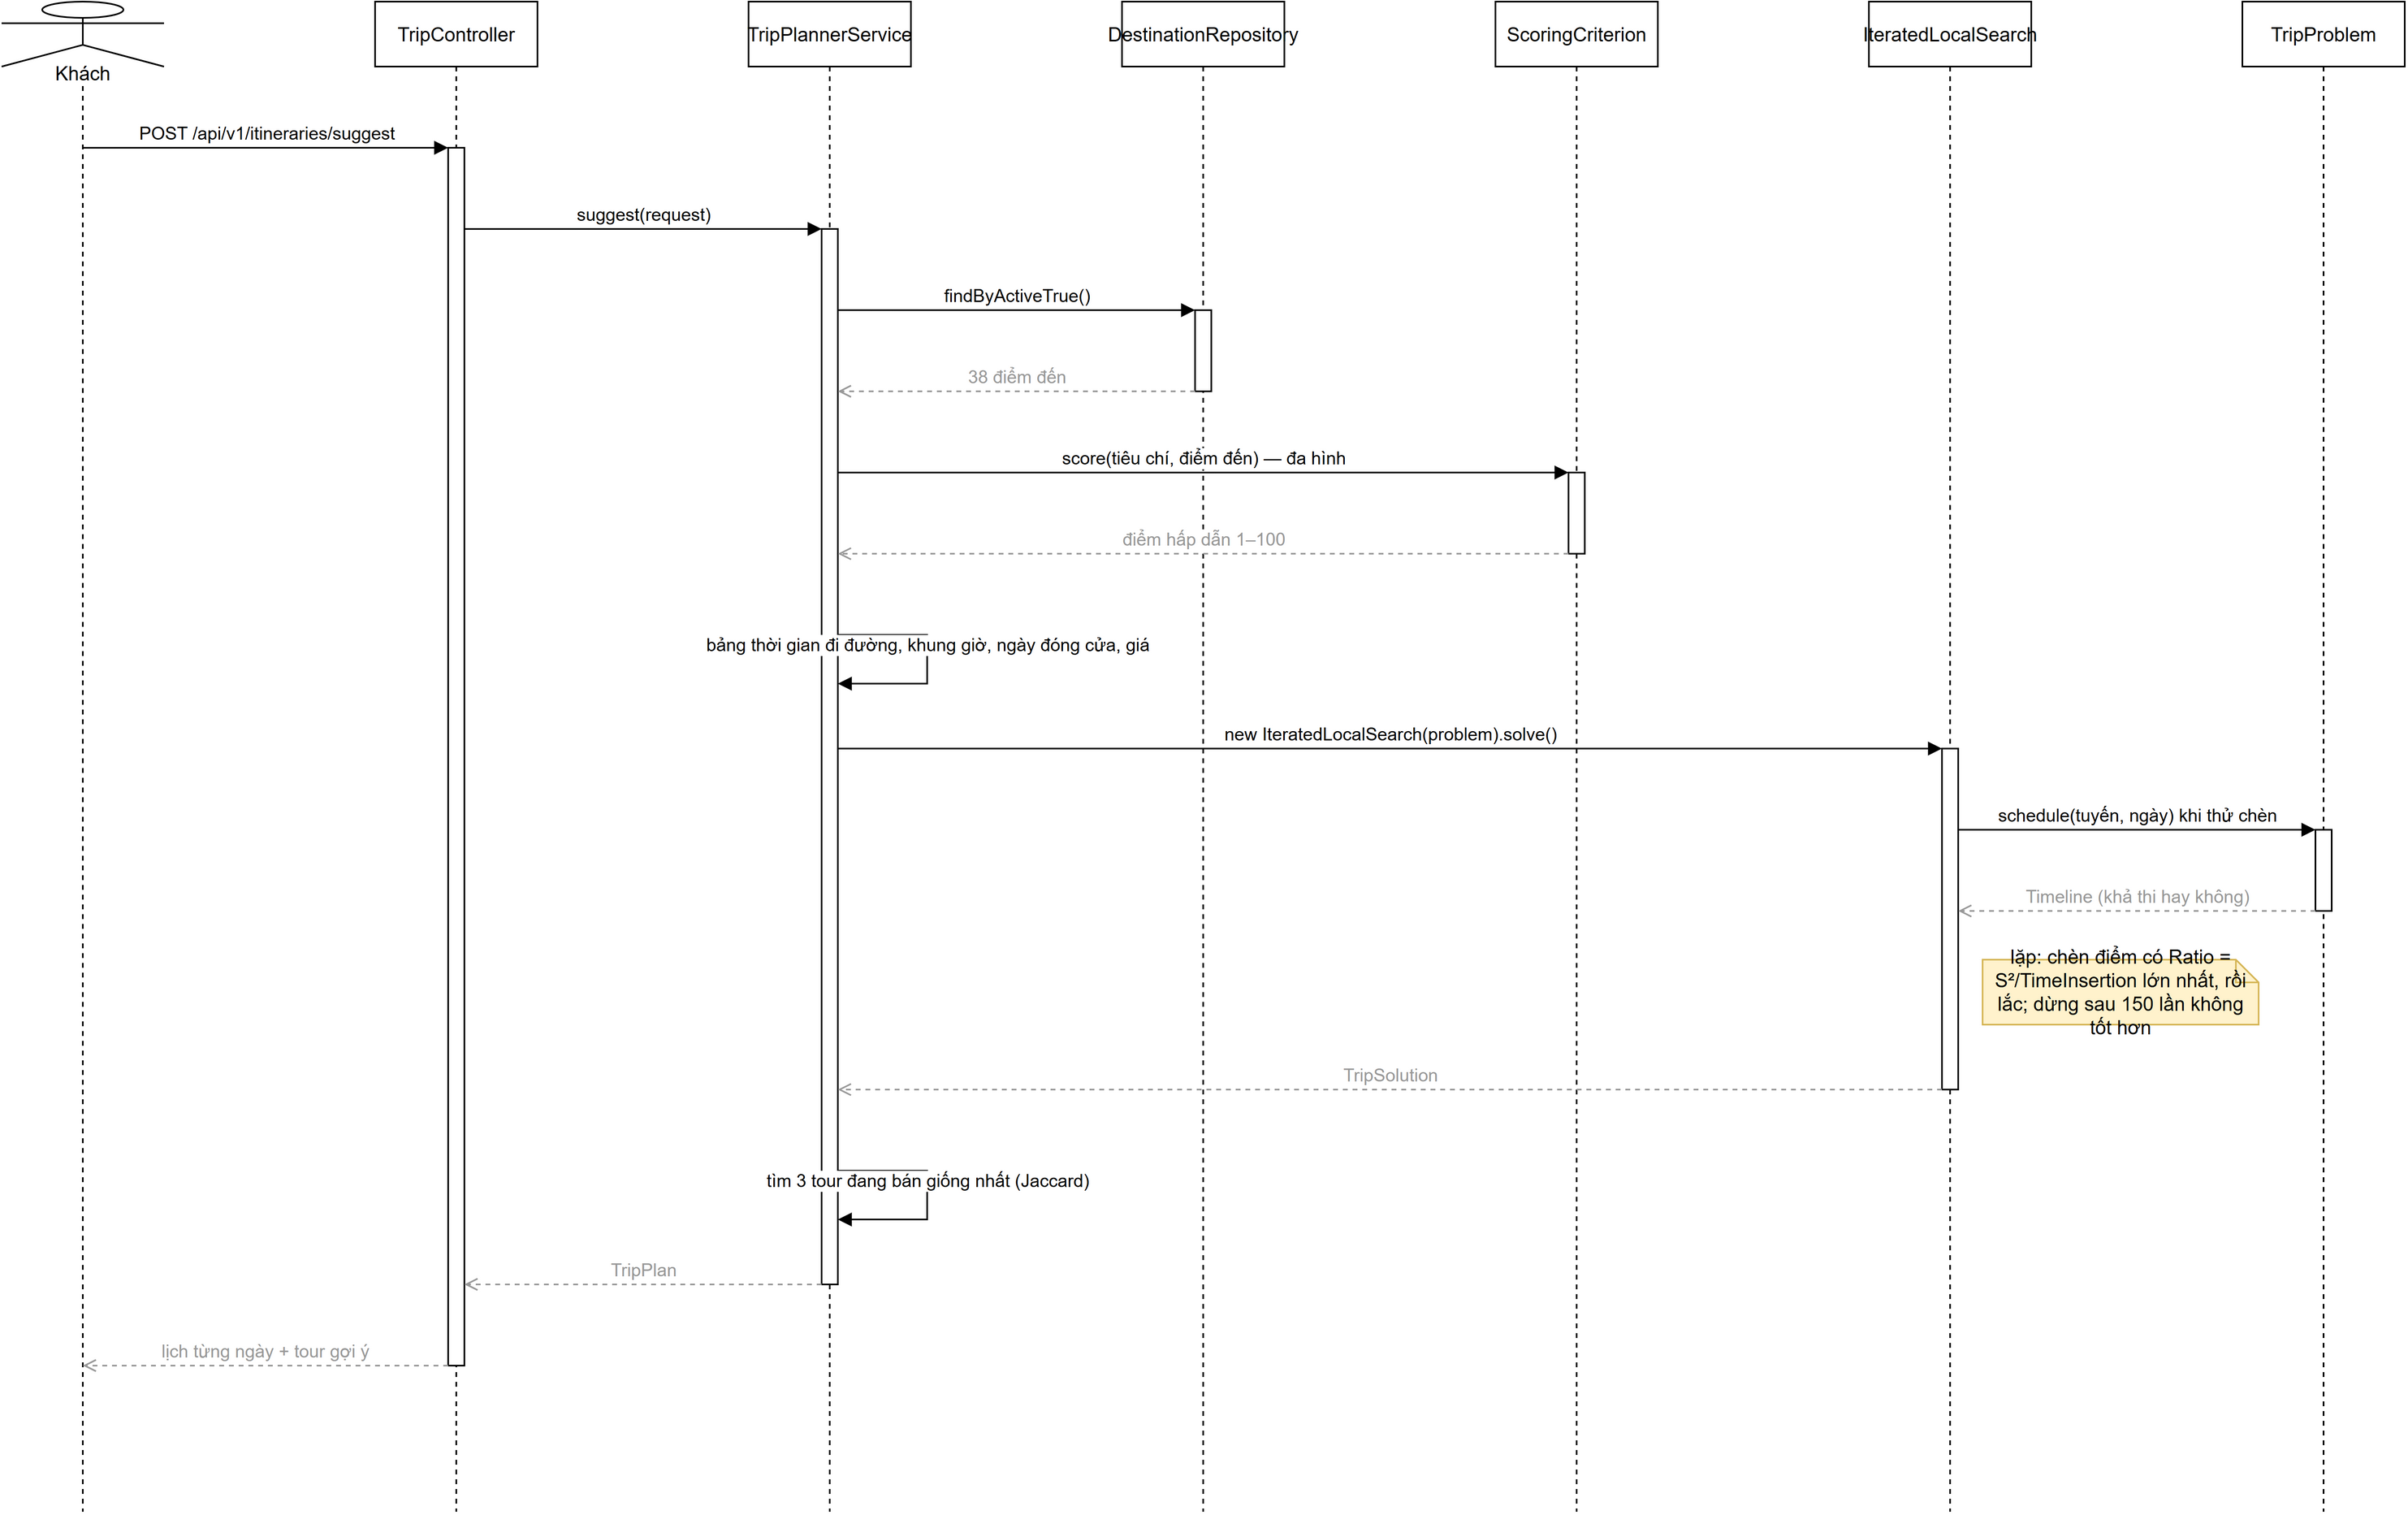 Khách
TripController
TripPlannerService
DestinationRepository
ScoringCriterion
IteratedLocalSearch
TripProblem
POST /api/v1/itineraries/suggest
suggest(request)
findByActiveTrue()
38 điểm đến
score(tiêu chí, điểm đến) — đa hình
điểm hấp dẫn 1–100
bảng thời gian đi đường, khung giờ, ngày đóng cửa, giá
new IteratedLocalSearch(problem).solve()
schedule(tuyến, ngày) khi thử chèn
Timeline (khả thi hay không)
lặp: chèn điểm có Ratio =
S²/TimeInsertion lớn nhất, rồi
lắc; dừng sau 150 lần không
tốt hơn
TripSolution
tìm 3 tour đang bán giống nhất (Jaccard)
TripPlan
lịch từng ngày + tour gợi ý